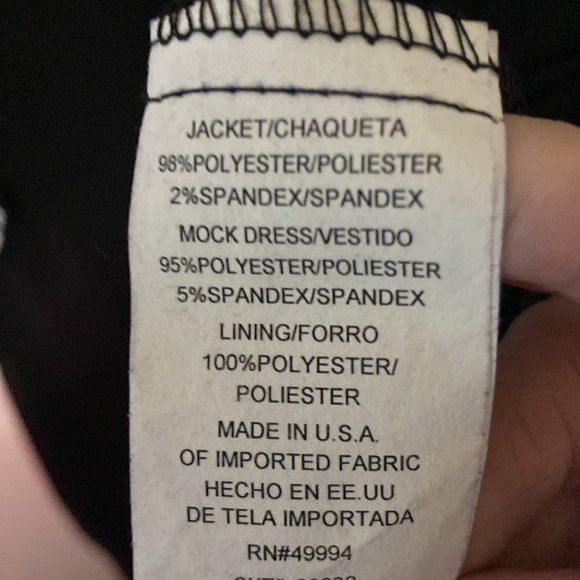 JACKET/CHAQUETA
98%POLYESTER/POLIESTER
2%SPANDEX/SPANDEX
MOCK DRESS/VESTIDO
95%POLYESTER/POLIESTER
5%SPANDEX/SPANDEX
LINING/FORRO
100%POLYESTER/
POLIESTER
MADE IN U.S.A.
OF IMPORTED FABRIC
HECHO EN EE.UU
DE TELA IMPORTADA
RN#49994